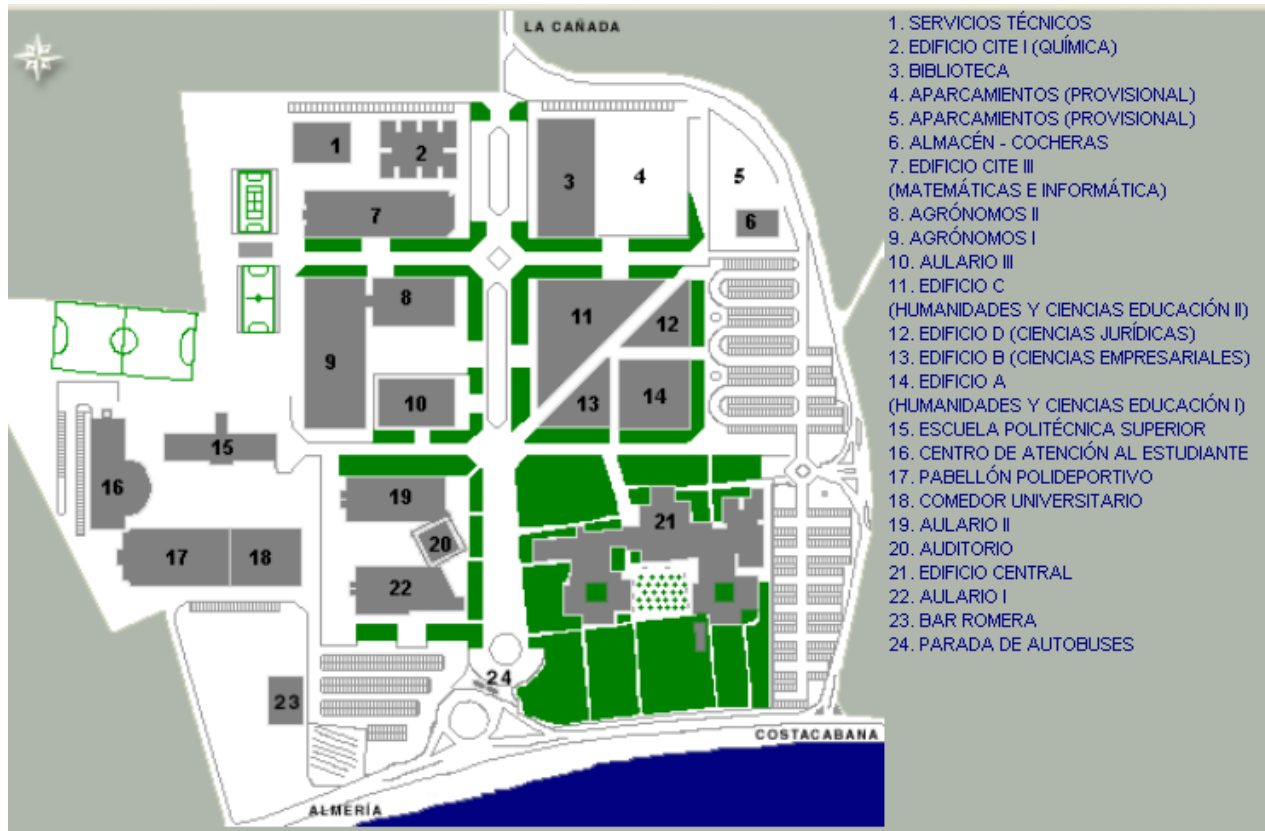 LA CAÑADA
1. SERVICIOS TÉCNICOS
2. EDIFICIO CITE I (QUÍMICA)
3. BIBLIOTECA
4. APARCAMIENTOS (PROVISIONAL)
5. APARCAMIENTOS (PROVISIONAL)
6. ALMACÉN - COCHERAS
7. EDIFICIO CITE III
(MATEMÁTICAS E INFORMÁTICA)
8. AGRÓNOMOS II
9. AGRÓNOMOS I
10. AULARIO III
11. EDIFICIO C
(HUMANIDADES Y CIENCIAS EDUCACIÓN II)
12. EDIFICIO D (CIENCIAS JURÍDICAS)
13. EDIFICIO B (CIENCIAS EMPRESARIALES)
14. EDIFICIO A
(HUMANIDADES Y CIENCIAS EDUCACIÓN I)
15. ESCUELA POLITÉCNICA SUPERIOR
16. CENTRO DE ATENCIÓN AL ESTUDIANTE
17. PABELLÓN POLIDEPORTIVO
18. COMEDOR UNIVERSITARIO
19. AULARIO II
20. AUDITORIO
21. EDIFICIO CENTRAL
22. AULARIO I
23. BAR ROMERA
24. PARADA DE AUTOBUSES
1
2
3
4
5
6
7
8
9
10
11
12
13
14
15
16
17
18
19
20
21
22
23
24
COSTACABANA
ALMERÍA